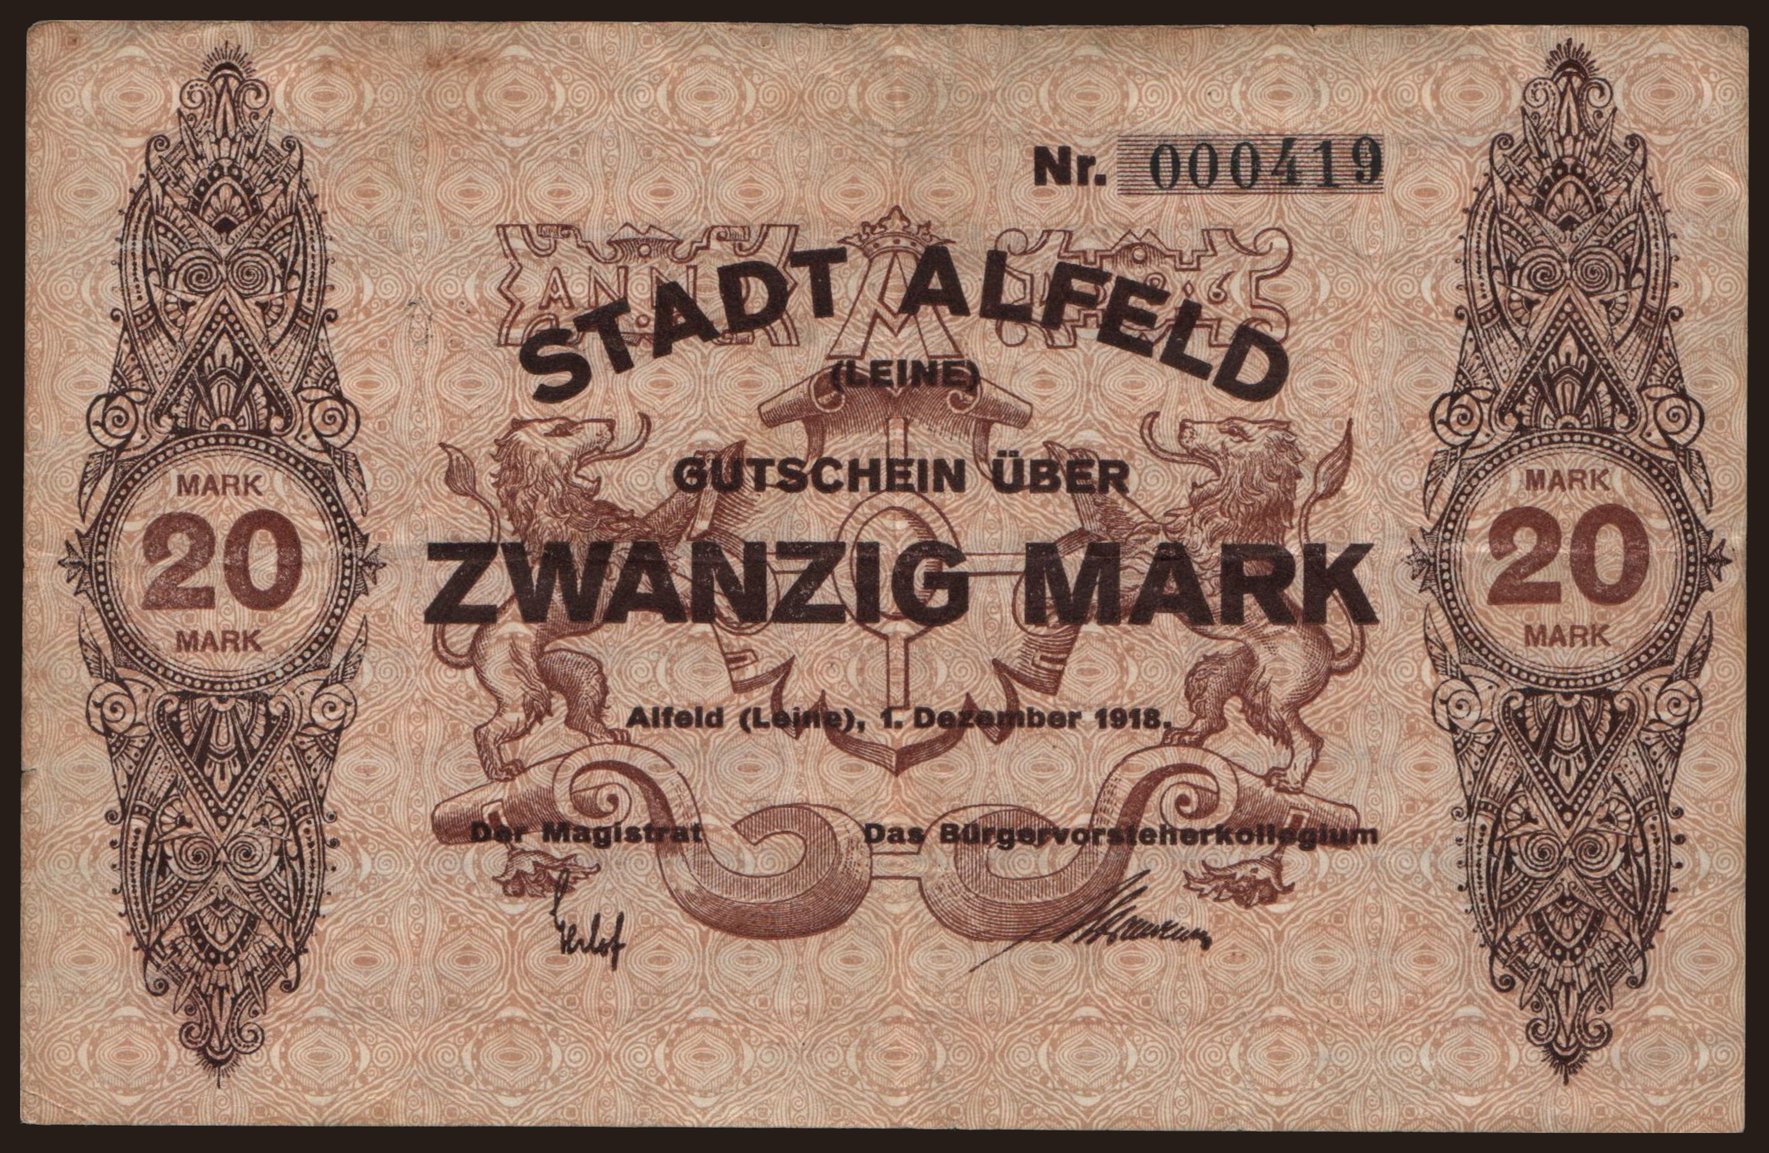 Nr. 000419
STADT ALFELD
(LEINE)
GUTSCHEIN ÜBER
ZWANZIG MARK
Alfeld (Leine), 1. Dezember 1918.
Der Magistrat Das Bürgervorsteherkollegium
MARK
20
MARK
MARK
20
MARK